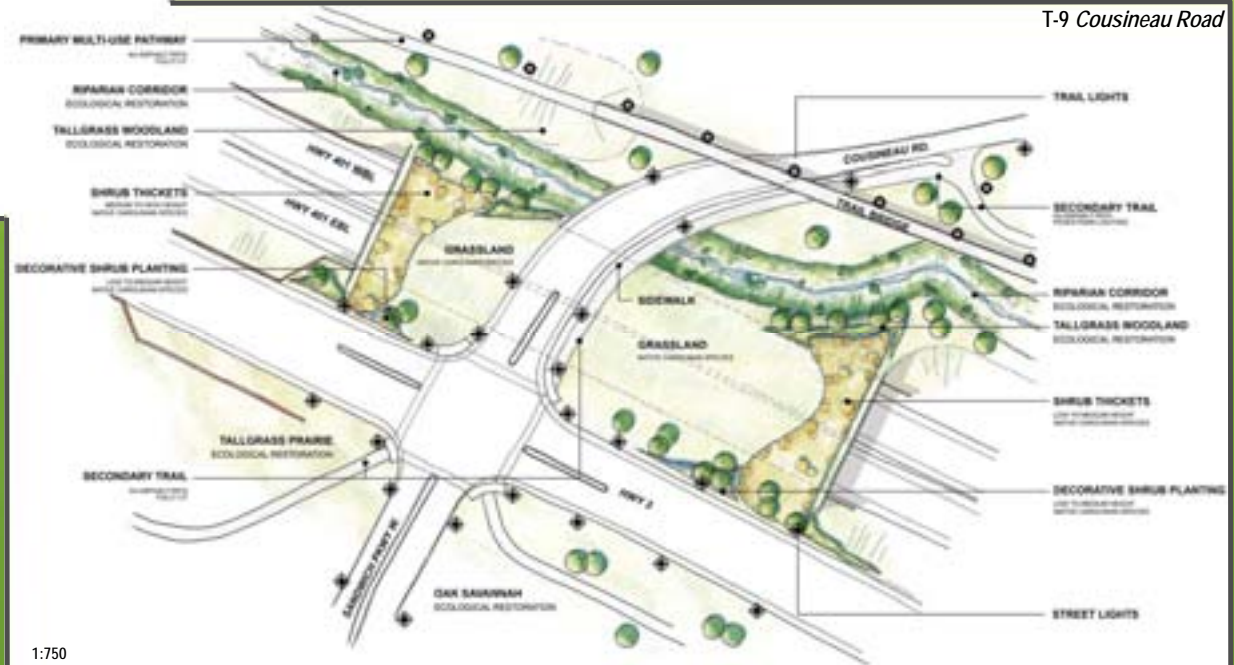 T-9 Cousineau Road
PRIMARY MULTI-USE PATHWAY
RIPARIAN CORRIDOR
ECOLOGICAL RESTORATION
TALLGRASS WOODLAND
ECOLOGICAL RESTORATION
HWY 401 WBL
SHRUB THICKETS
HWY 401 EBL
DECORATIVE SHRUB PLANTING
GRASSLAND
TALLGRASS PRAIRIE
ECOLOGICAL RESTORATION
SECONDARY TRAIL
SANDWICH PKWY W
OAK SAVANNAH
ECOLOGICAL RESTORATION
HWY 3
SIDEWALK
GRASSLAND
COUSINEAU RD.
TRAIL BRIDGE
TRAIL LIGHTS
SECONDARY TRAIL
RIPARIAN CORRIDOR
ECOLOGICAL RESTORATION
TALLGRASS WOODLAND
ECOLOGICAL RESTORATION
SHRUB THICKETS
DECORATIVE SHRUB PLANTING
STREET LIGHTS
1:750